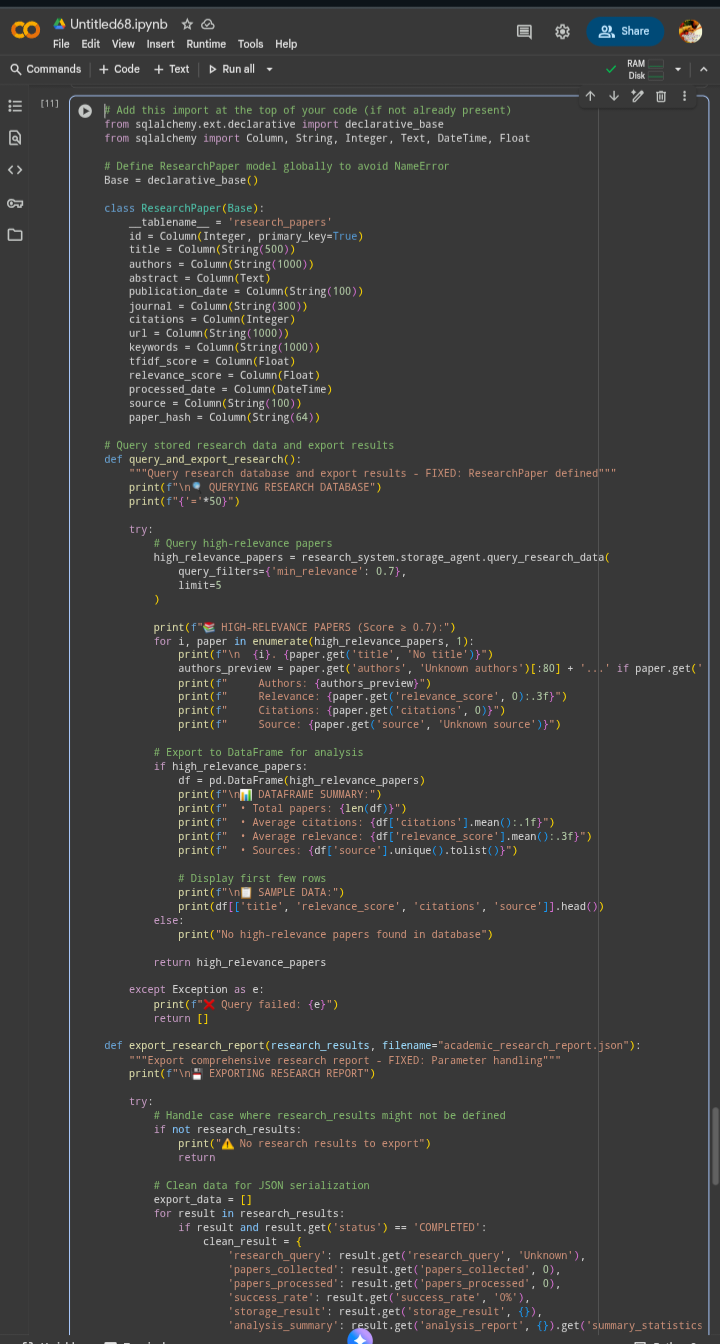 Untitled68.ipynb
File Edit View Insert Runtime Tools Help
Share
Commands + Code + Text Run all
RAM
Disk
[11]
# Add this import at the top of your code (if not already present)
from sqlalchemy.ext.declarative import declarative_base
from sqlalchemy import Column, String, Integer, Text, DateTime, Float

# Define ResearchPaper model globally to avoid NameError
Base = declarative_base()

class ResearchPaper(Base):
    __tablename__ = 'research_papers'
    id = Column(Integer, primary_key=True)
    title = Column(String(500))
    authors = Column(String(1000))
    abstract = Column(Text)
    publication_date = Column(String(100))
    journal = Column(String(300))
    citations = Column(Integer)
    url = Column(String(1000))
    keywords = Column(String(1000))
    tfidf_score = Column(Float)
    relevance_score = Column(Float)
    processed_date = Column(DateTime)
    source = Column(String(100))
    paper_hash = Column(String(64))

# Query stored research data and export results
def query_and_export_research():
    """Query research database and export results - FIXED: ResearchPaper defined"""
    print(f"\n🔍 QUERYING RESEARCH DATABASE")
    print(f"{'='*50}")

    try:
        # Query high-relevance papers
        high_relevance_papers = research_system.storage_agent.query_research_data(
            query_filters={'min_relevance': 0.7},
            limit=5
        )

        print(f"📚 HIGH-RELEVANCE PAPERS (Score ≥ 0.7):")
        for i, paper in enumerate(high_relevance_papers, 1):
            print(f"\n  {i}. {paper.get('title', 'No title')}")
            authors_preview = paper.get('authors', 'Unknown authors')[:80] + '...' if paper.get('
            print(f"     Authors: {authors_preview}")
            print(f"     Relevance: {paper.get('relevance_score', 0):.3f}")
            print(f"     Citations: {paper.get('citations', 0)}")
            print(f"     Source: {paper.get('source', 'Unknown source')}")

        # Export to DataFrame for analysis
        if high_relevance_papers:
            df = pd.DataFrame(high_relevance_papers)
            print(f"\n📊 DATAFRAME SUMMARY:")
            print(f"  • Total papers: {len(df)}")
            print(f"  • Average citations: {df['citations'].mean():.1f}")
            print(f"  • Average relevance: {df['relevance_score'].mean():.3f}")
            print(f"  • Sources: {df['source'].unique().tolist()}")

            # Display first few rows
            print(f"\n📋 SAMPLE DATA:")
            print(df[['title', 'relevance_score', 'citations', 'source']].head())
        else:
            print("No high-relevance papers found in database")

        return high_relevance_papers

    except Exception as e:
        print(f"❌ Query failed: {e}")
        return []

def export_research_report(research_results, filename="academic_research_report.json"):
    """Export comprehensive research report - FIXED: Parameter handling"""
    print(f"\n💾 EXPORTING RESEARCH REPORT")

    try:
        # Handle case where research_results might not be defined
        if not research_results:
            print("⚠️ No research results to export")
            return

        # Clean data for JSON serialization
        export_data = []
        for result in research_results:
            if result and result.get('status') == 'COMPLETED':
                clean_result = {
                    'research_query': result.get('research_query', 'Unknown'),
                    'papers_collected': result.get('papers_collected', 0),
                    'papers_processed': result.get('papers_processed', 0),
                    'success_rate': result.get('success_rate', '0%'),
                    'storage_result': result.get('storage_result', {}),
                    'analysis_summary': result.get('analysis_report', {}).get('summary_statistics